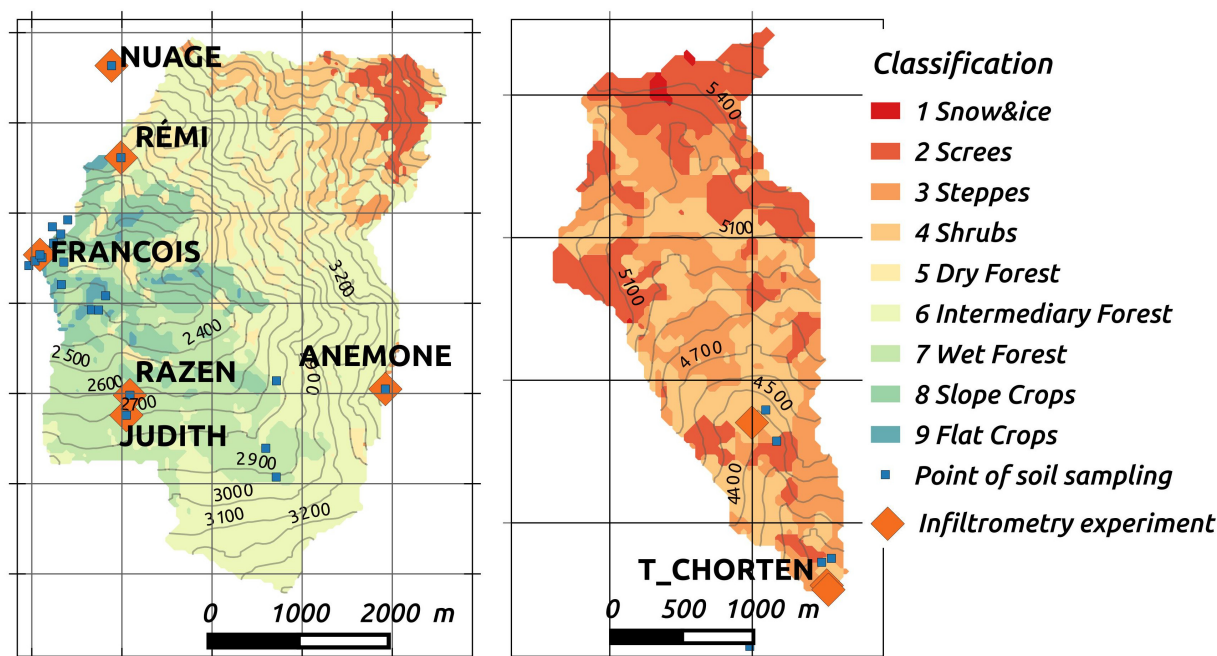 NUAGE
RÉMI
FRANCOIS
3200
2400
2500
ANEMONE
RAZEN
2600
2700
JUDITH
2900
3000
3100
3200
0 1000 2000 m
5400
5100
5100
4700
4500
4400
T_CHORTEN
0 500 1000 m
Classification
1 Snow&ice
2 Screes
3 Steppes
4 Shrubs
5 Dry Forest
6 Intermediary Forest
7 Wet Forest
8 Slope Crops
9 Flat Crops
Point of soil sampling
Infiltrometry experiment